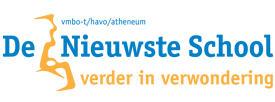 vmbo-t/havo/atheneum
De Nieuwste School
verder in verwondering